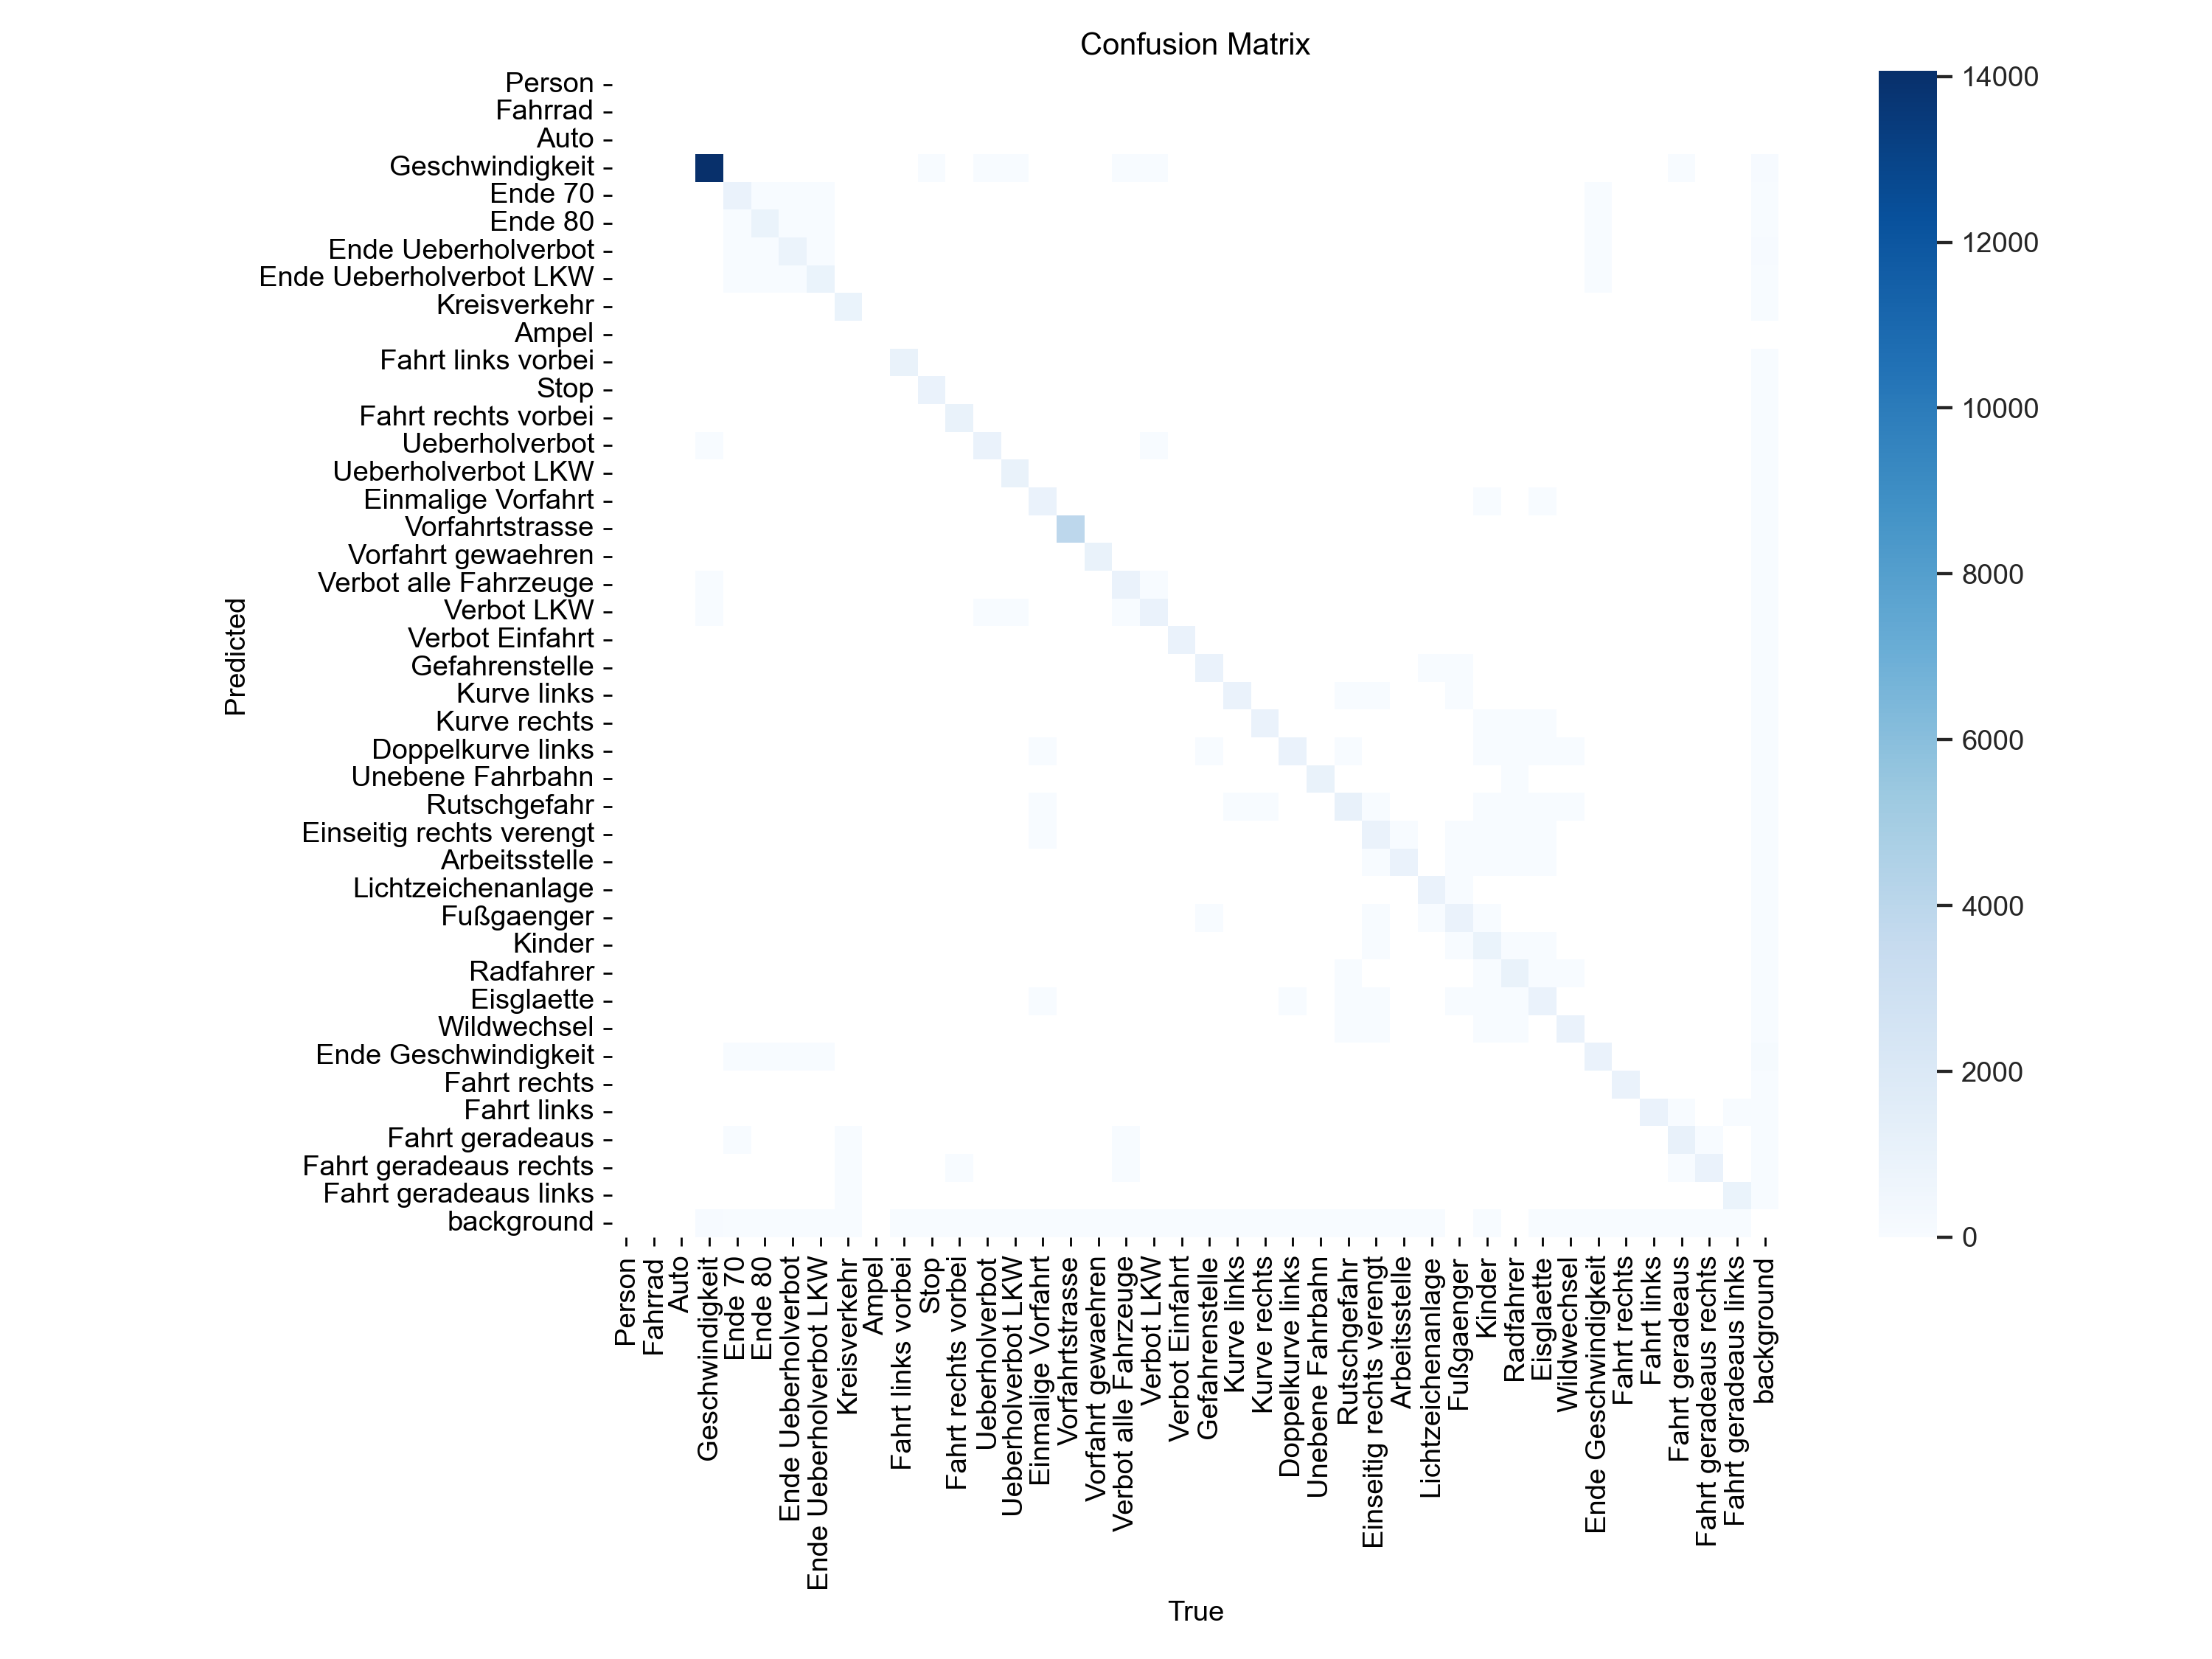 Confusion Matrix
Person
Fahrrad
Auto
Geschwindigkeit
Ende 70
Ende 80
Ende Ueberholverbot
Ende Ueberholverbot LKW
Kreisverkehr
Ampel
Fahrt links vorbei
Stop
Fahrt rechts vorbei
Ueberholverbot
Ueberholverbot LKW
Einmalige Vorfahrt
Vorfahrtstrasse
Vorfahrt gewaehren
Verbot alle Fahrzeuge
Verbot LKW
Verbot Einfahrt
Gefahrenstelle
Kurve links
Kurve rechts
Doppelkurve links
Unebene Fahrbahn
Rutschgefahr
Einseitig rechts verengt
Arbeitsstelle
Lichtzeichenanlage
Fußgaenger
Kinder
Radfahrer
Eisglaette
Wildwechsel
Ende Geschwindigkeit
Fahrt rechts
Fahrt links
Fahrt geradeaus
Fahrt geradeaus rechts
Fahrt geradeaus links
background
Predicted
Person
Fahrrad
Auto
Geschwindigkeit
Ende 70
Ende 80
Ende Ueberholverbot
Ende Ueberholverbot LKW
Kreisverkehr
Ampel
Fahrt links vorbei
Stop
Fahrt rechts vorbei
Ueberholverbot
Ueberholverbot LKW
Einmalige Vorfahrt
Vorfahrtstrasse
Vorfahrt gewaehren
Verbot alle Fahrzeuge
Verbot LKW
Verbot Einfahrt
Gefahrenstelle
Kurve links
Kurve rechts
Doppelkurve links
Unebene Fahrbahn
Rutschgefahr
Einseitig rechts verengt
Arbeitsstelle
Lichtzeichenanlage
Fußgaenger
Kinder
Radfahrer
Eisglaette
Wildwechsel
Ende Geschwindigkeit
Fahrt rechts
Fahrt links
Fahrt geradeaus
Fahrt geradeaus rechts
Fahrt geradeaus links
background
True
14000
12000
10000
8000
6000
4000
2000
0